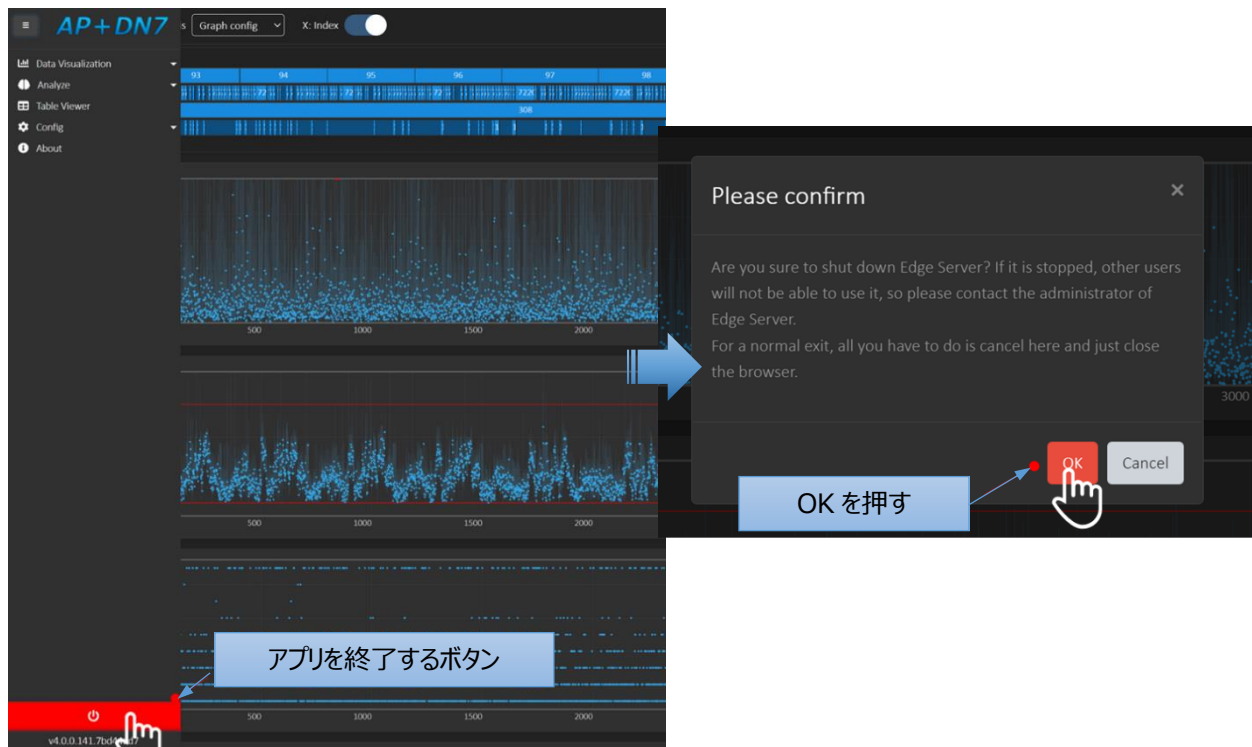 ≡ AP+DN7 s Graph config X: Index
Data Visualization
Analyze
Table Viewer
Config
About
93 94 95 96 97 98
72 72 72 722( 722(
308
500 1000 1500 2000
500 1000 1500 2000
アプリを終了するボタン
500 1000 1500 2000
Please confirm ×
Are you sure to shut down Edge Server? If it is stopped, other users
will not be able to use it, so please contact the administrator of
Edge Server.
For a normal exit, all you have to do is cancel here and just close
the browser.
3000
OK Cancel
OK を押す